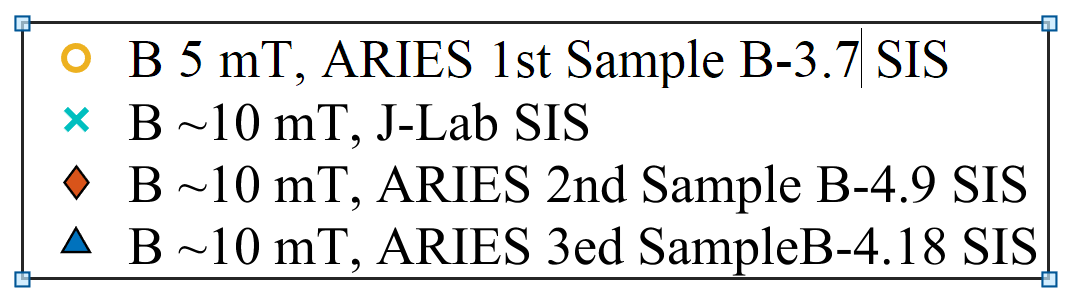 B 5 mT, ARIES 1st Sample B-3.7 SIS
B ~10 mT, J-Lab SIS
B ~10 mT, ARIES 2nd Sample B-4.9 SIS
B ~10 mT, ARIES 3ed SampleB-4.18 SIS